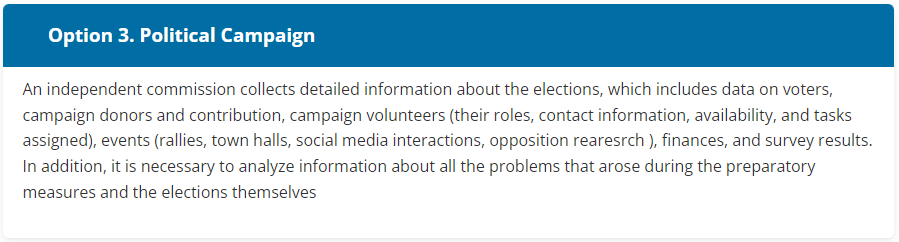 Option 3. Political Campaign
An independent commission collects detailed information about the elections, which includes data on voters,
campaign donors and contribution, campaign volunteers (their roles, contact information, availability, and tasks
assigned), events (rallies, town halls, social media interactions, opposition rearesrch ), finances, and survey results.
In addition, it is necessary to analyze information about all the problems that arose during the preparatory
measures and the elections themselves